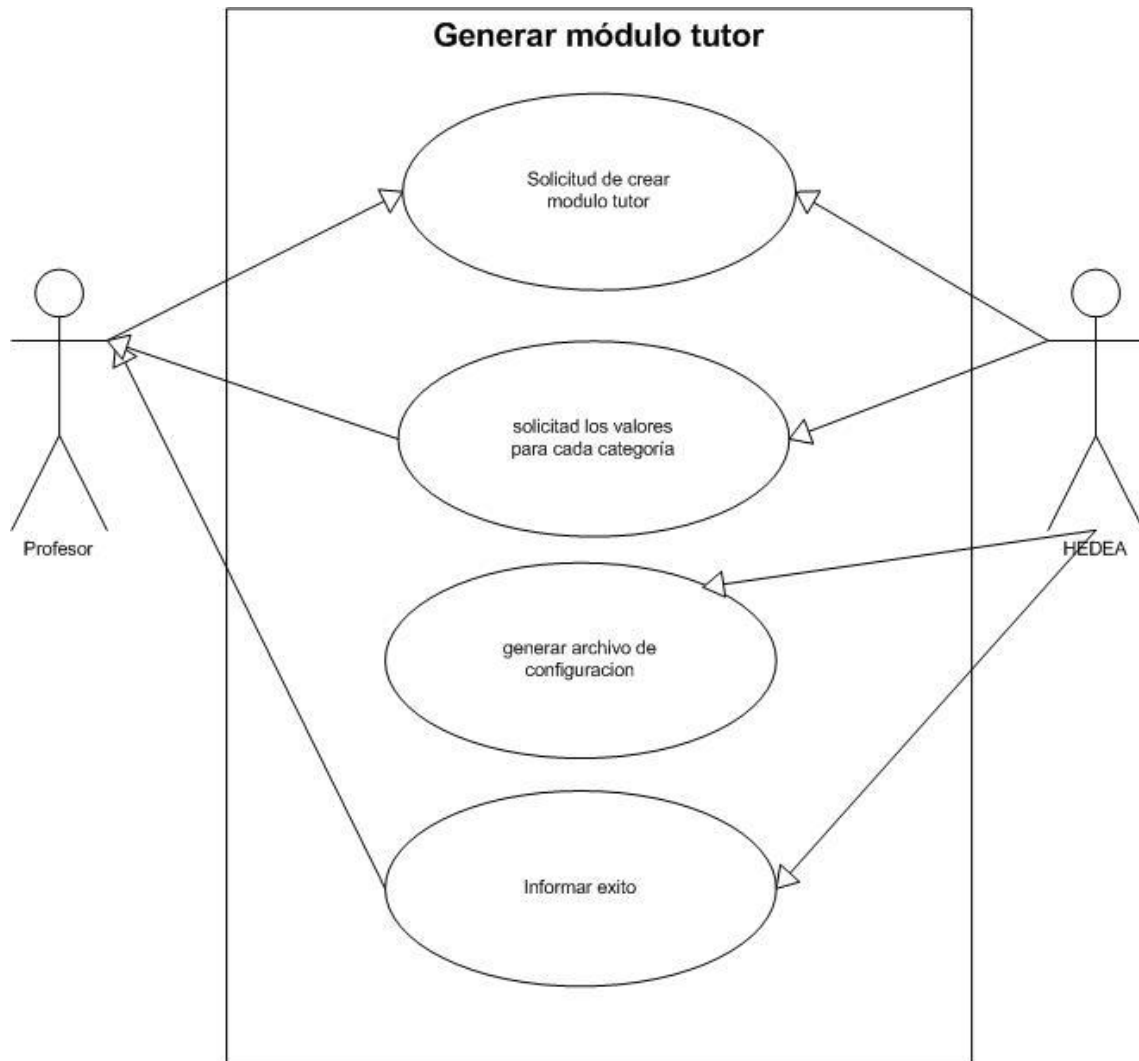 Generar módulo tutor
Solicitud de crear
modulo tutor
solicitad los valores
para cada categoría
Profesor
HEDEA
generar archivo de
configuracion
Informar exito